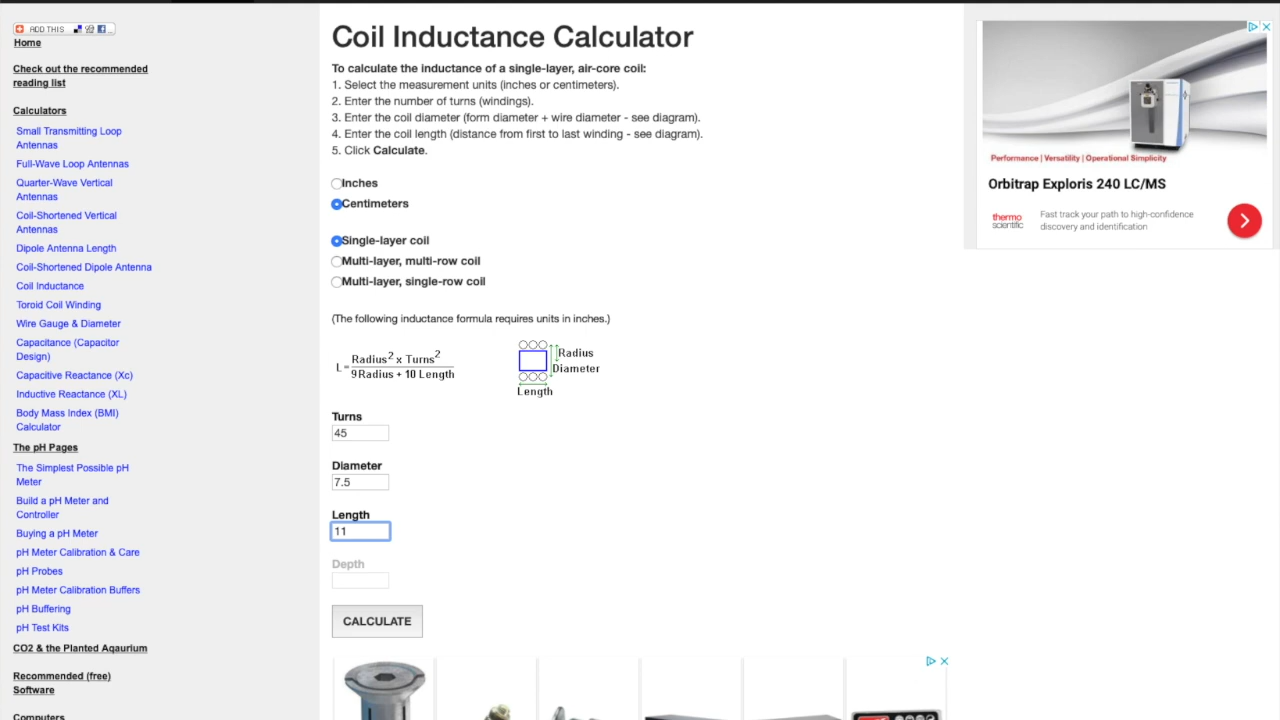 ADD THIS
Home
Check out the recommended
reading list
Calculators
Small Transmitting Loop
Antennas
Full-Wave Loop Antennas
Quarter-Wave Vertical
Antennas
Coil-Shortened Vertical
Antennas
Dipole Antenna Length
Coil-Shortened Dipole Antenna
Coil Inductance
Toroid Coil Winding
Wire Gauge & Diameter
Capacitance (Capacitor
Design)
Capacitive Reactance (Xc)
Inductive Reactance (XL)
Body Mass Index (BMI)
Calculator
The pH Pages
The Simplest Possible pH
Meter
Build a pH Meter and
Controller
Buying a pH Meter
pH Meter Calibration & Care
pH Probes
pH Meter Calibration Buffers
pH Buffering
pH Test Kits
CO2 & the Planted Aqaurium
Recommended (free)
Software
Computers
Coil Inductance Calculator
To calculate the inductance of a single-layer, air-core coil:
1. Select the measurement units (inches or centimeters).
2. Enter the number of turns (windings).
3. Enter the coil diameter (form diameter + wire diameter - see diagram).
4. Enter the coil length (distance from first to last winding - see diagram).
5. Click Calculate.
Inches
Centimeters
Single-layer coil
Multi-layer, multi-row coil
Multi-layer, single-row coil
(The following inductance formula requires units in inches.)
L = Radius² x Turns²
9Radius + 10 Length
Radius
Diameter
Length
Turns
45
Diameter
7.5
Length
11
Depth
CALCULATE
Performance | Versatility | Operational Simplicity
Orbitrap Exploris 240 LC/MS
thermo
scientific
Fast track your path to high-confidence
discovery and identification